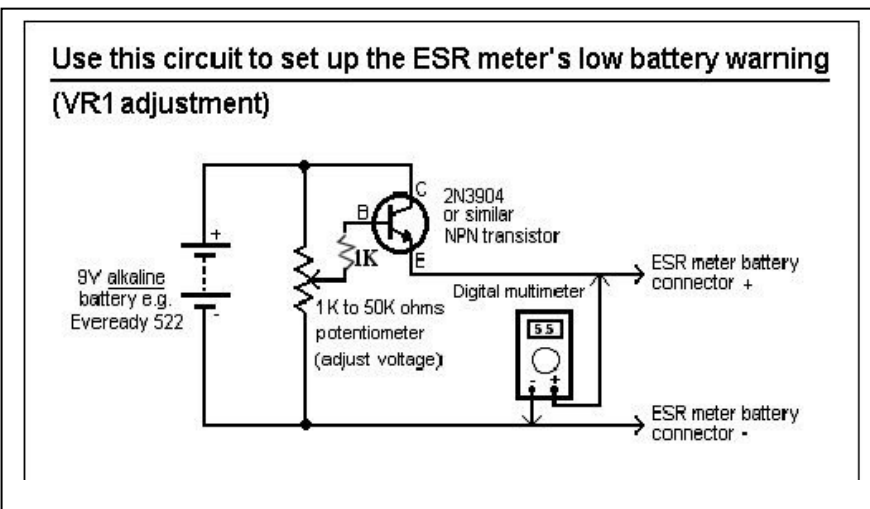 Use this circuit to set up the ESR meter's low battery warning
(VR1 adjustment)
C
2N3904
or similar
NPN transistor
B
1K
E
+
9V alkaline
battery e.g.
Eveready 522
-
1K to 50K ohms
potentiometer
(adjust voltage)
Digital multimeter
5.5
- +
ESR meter battery
connector +
ESR meter battery
connector -